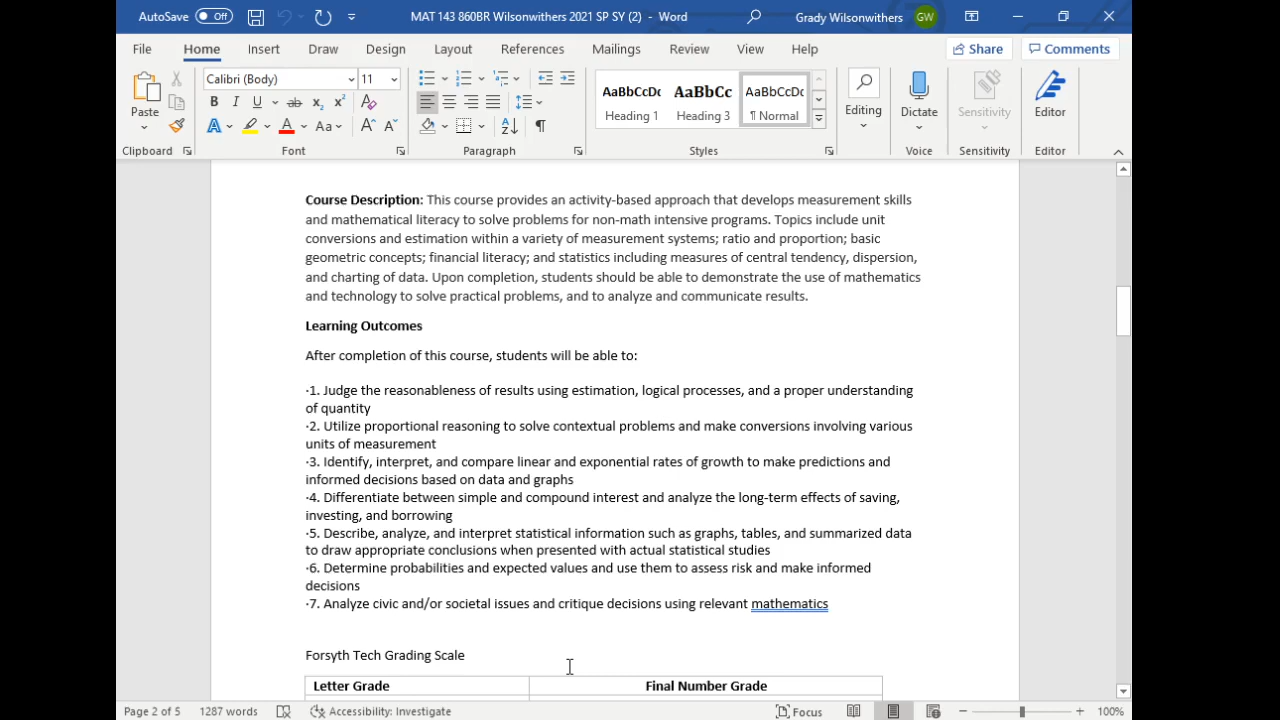 AutoSave Off MAT 143 860BR Wilsonwithers 2021 SP SY (2) - Word Grady Wilsonwithers GW
File Home Insert Draw Design Layout References Mailings Review View Help Share Comments
Calibri (Body) 11
Paste
B I U ab x₂ x² A
A A Aa A A
AaBbCcDc AaBbCc AaBbCcDc
Heading 1 Heading 3 ¶ Normal
Editing Dictate Sensitivity Editor
Clipboard Font Paragraph Styles Voice Sensitivity Editor
Course Description: This course provides an activity-based approach that develops measurement skills
and mathematical literacy to solve problems for non-math intensive programs. Topics include unit
conversions and estimation within a variety of measurement systems; ratio and proportion; basic
geometric concepts; financial literacy; and statistics including measures of central tendency, dispersion,
and charting of data. Upon completion, students should be able to demonstrate the use of mathematics
and technology to solve practical problems, and to analyze and communicate results.
Learning Outcomes
After completion of this course, students will be able to:
·1. Judge the reasonableness of results using estimation, logical processes, and a proper understanding
of quantity
·2. Utilize proportional reasoning to solve contextual problems and make conversions involving various
units of measurement
·3. Identify, interpret, and compare linear and exponential rates of growth to make predictions and
informed decisions based on data and graphs
·4. Differentiate between simple and compound interest and analyze the long-term effects of saving,
investing, and borrowing
·5. Describe, analyze, and interpret statistical information such as graphs, tables, and summarized data
to draw appropriate conclusions when presented with actual statistical studies
·6. Determine probabilities and expected values and use them to assess risk and make informed
decisions
·7. Analyze civic and/or societal issues and critique decisions using relevant mathematics
Forsyth Tech Grading Scale
Letter Grade Final Number Grade
Page 2 of 5 1287 words Accessibility: Investigate Focus 100%